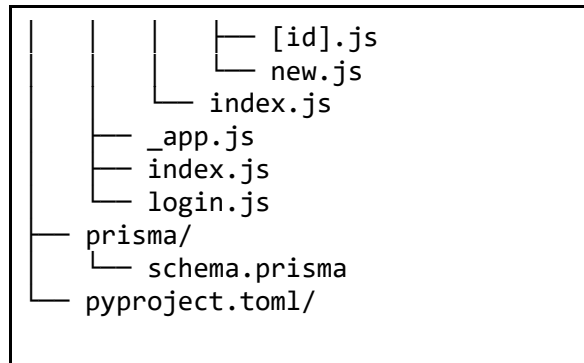 │   │   │   ├── [id].js
│   │   │   └── new.js
│   │   └── index.js
│   ├── _app.js
│   ├── index.js
│   └── login.js
├── prisma/
│   └── schema.prisma
└── pyproject.toml/